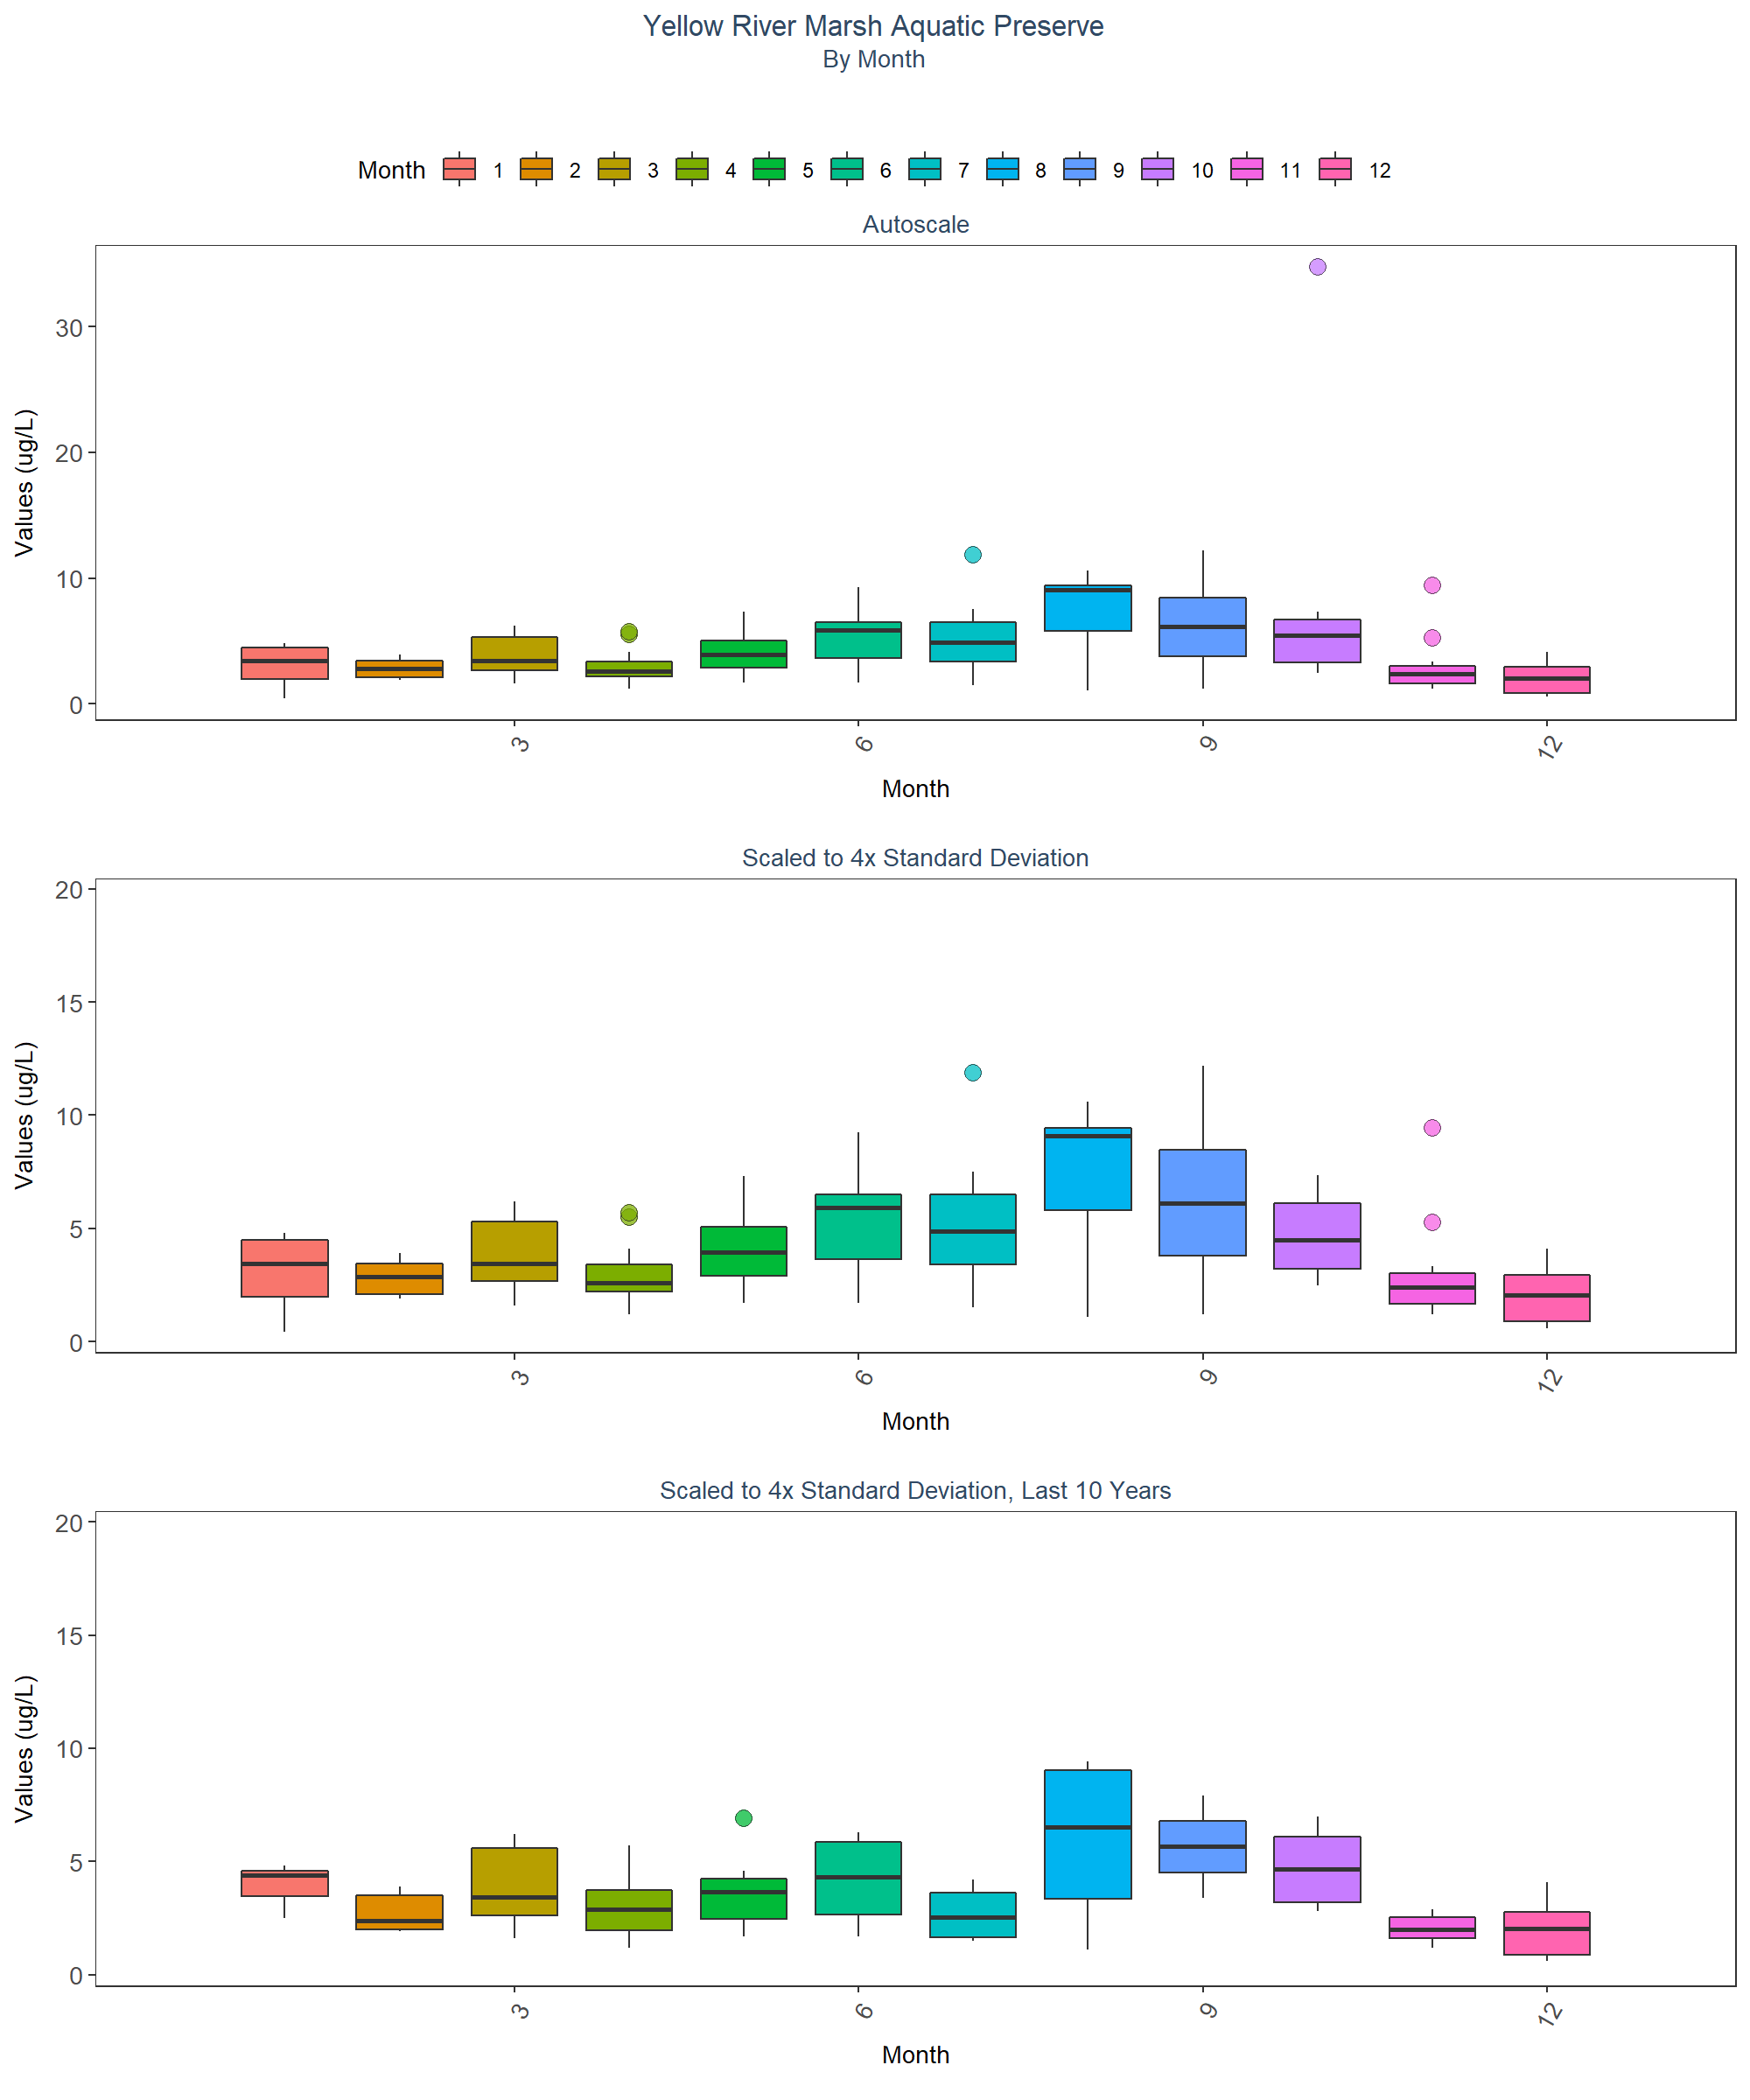 Yellow River Marsh Aquatic Preserve
By Month
Month 1 2 3 4 5 6 7 8 9 10 11 12
Autoscale
Values (ug/L)
30
20
10
0
3 6 9 12
Month
Scaled to 4x Standard Deviation
Values (ug/L)
20
15
10
5
0
3 6 9 12
Month
Scaled to 4x Standard Deviation, Last 10 Years
Values (ug/L)
20
15
10
5
0
3 6 9 12
Month